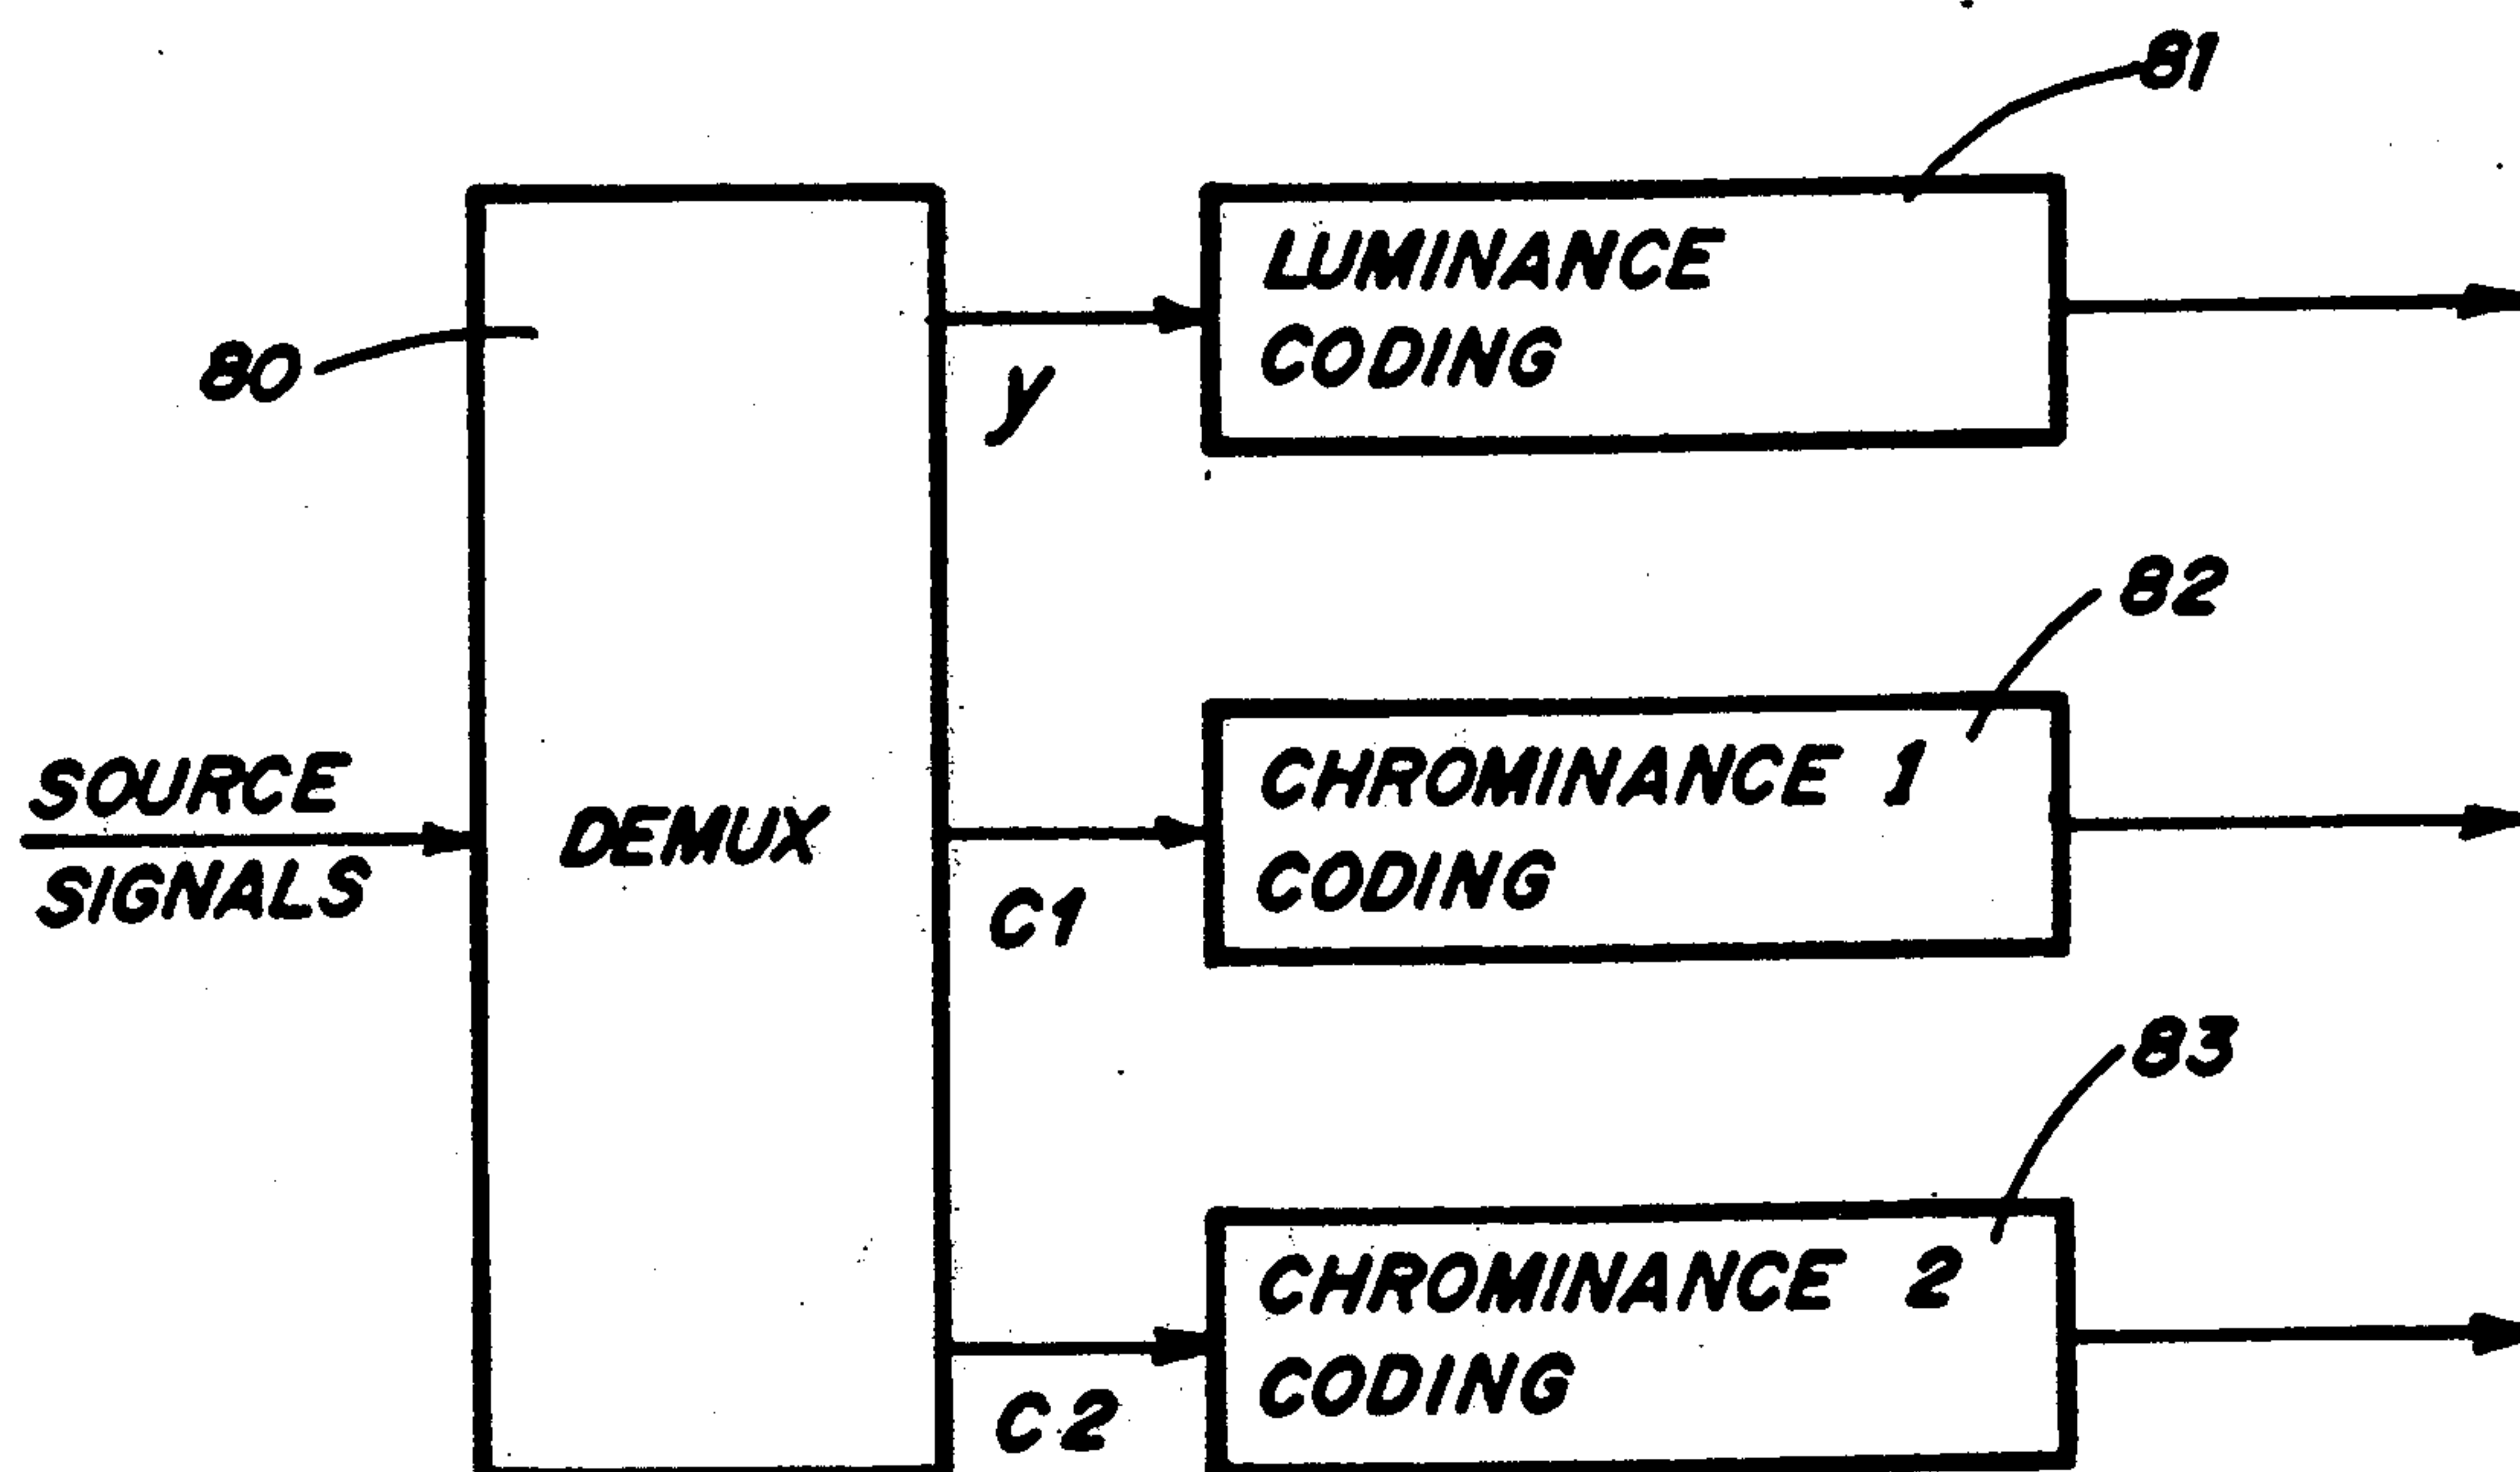 81
LUMINANCE
CODING
80
y
82
CHROMINANCE 1
CODING
SOURCE
SIGNALS
DEMUX
C1
83
CHROMINANCE 2
CODING
C2